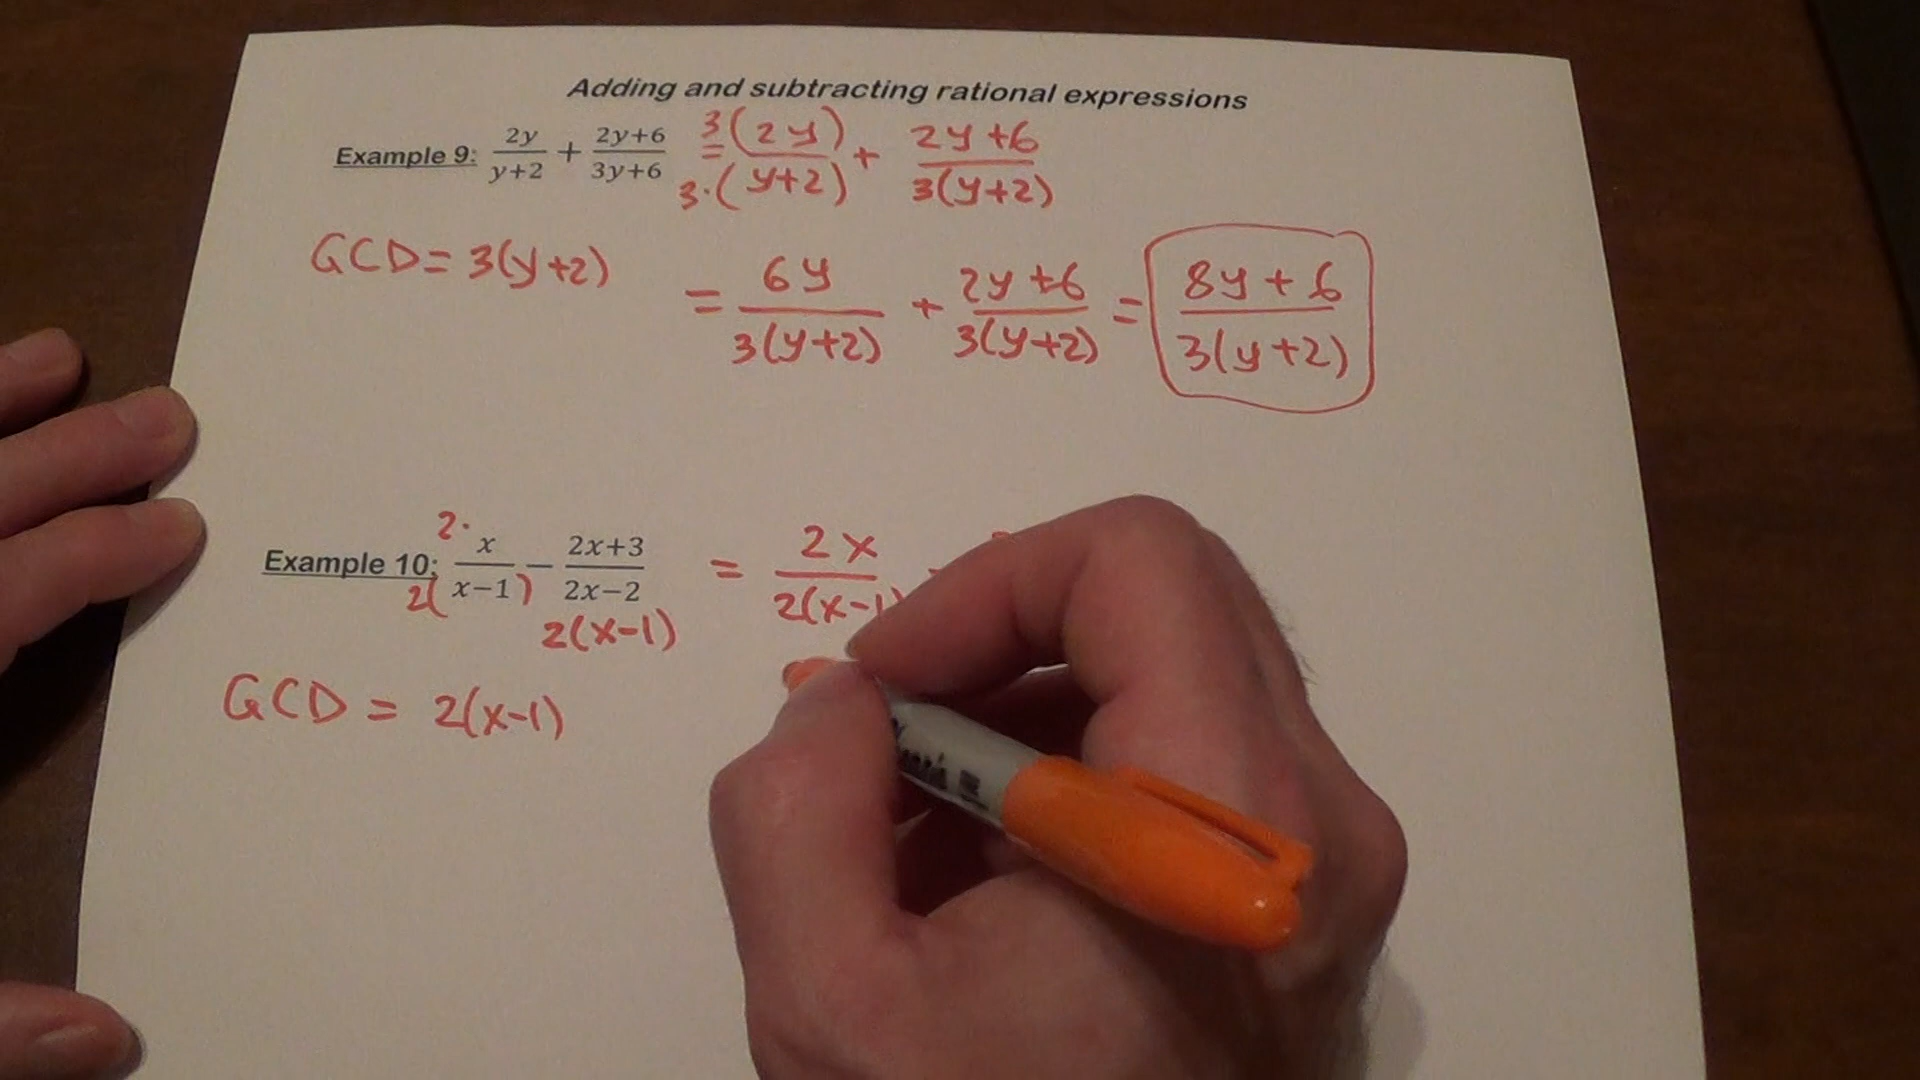 Adding and subtracting rational expressions
Example 9: 2y/y+2 + 2y+6/3y+6 = 3(2y)/3·(y+2) + 2y+6/3(y+2)
GCD = 3(y+2)
= 6y/3(y+2) + 2y+6/3(y+2) = 8y+6/3(y+2)
Example 10: 2· x/2(x−1) − 2x+3/2x−2 = 2x/2(x-1)
2(x-1)
GCD = 2(x-1)